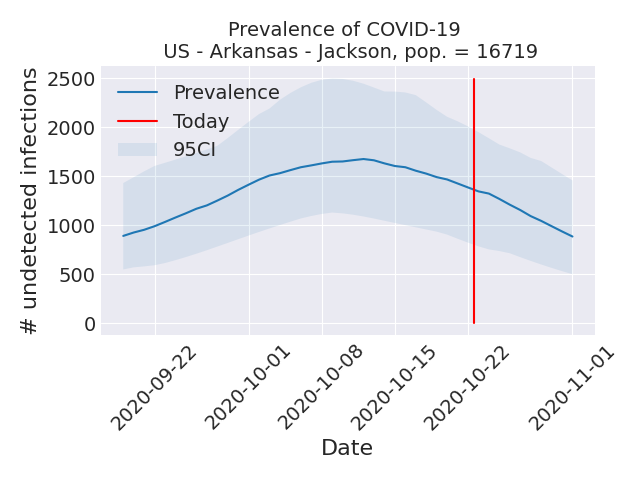 Prevalence of COVID-19
US - Arkansas - Jackson, pop. = 16719
# undetected infections
2500
2000
1500
1000
500
0
Prevalence
Today
95CI
2020-09-22
2020-10-01
2020-10-08
2020-10-15
2020-10-22
2020-11-01
Date